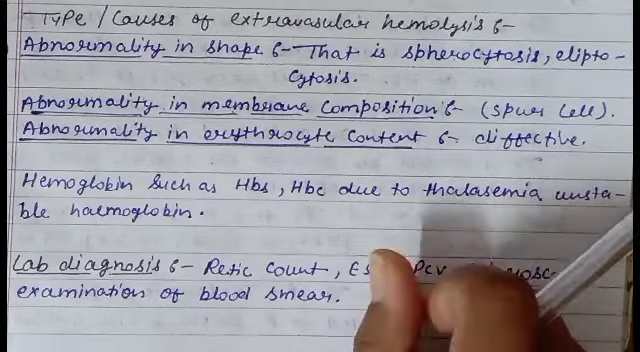 Type / Causes of extravasular hemolysis :-
Abnormality in shape :- That is spherocytosis, elipto-
cytosis.
Abnormality in membrane composition :- (spur cell).
Abnormality in erythrocyte content :- diffective.
Hemoglobin such as Hbs, Hbc due to thalasemia unsta-
ble haemoglobin.
Lab diagnosis :- Retic count, Pcv
examination of blood smear.